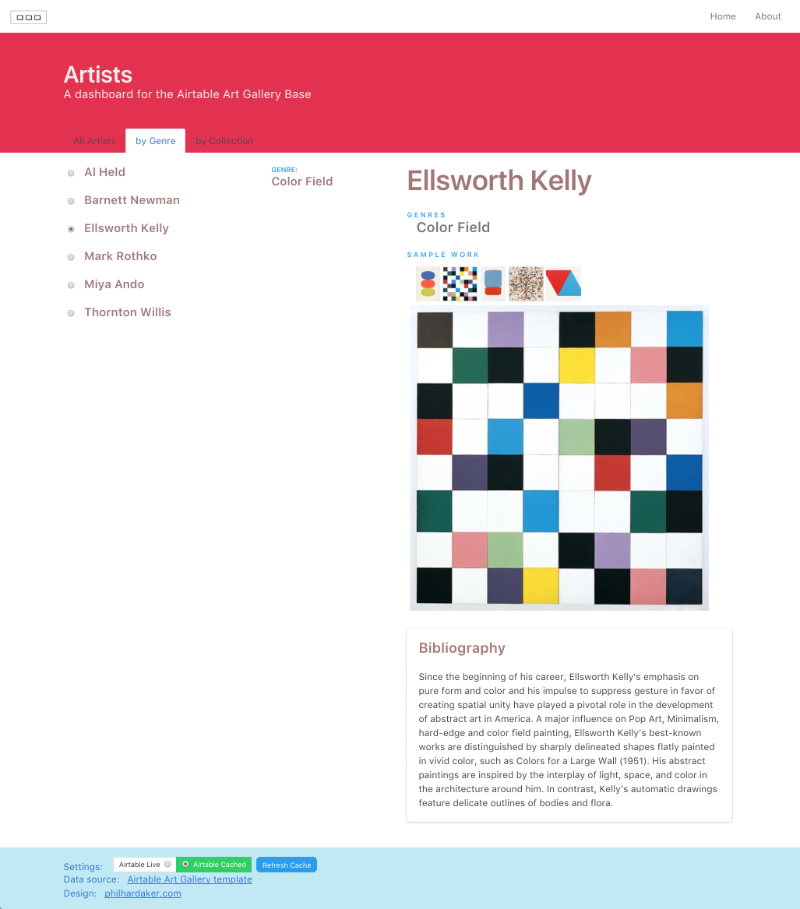 Home About
Artists
A dashboard for the Airtable Art Gallery Base
All Artists by Genre by Collection
Al Held
Barnett Newman
Ellsworth Kelly
Mark Rothko
Miya Ando
Thornton Willis
GENRE:
Color Field
Ellsworth Kelly
GENRES
Color Field
SAMPLE WORK
Bibliography
Since the beginning of his career, Ellsworth Kelly's emphasis on
pure form and color and his impulse to suppress gesture in favor of
creating spatial unity have played a pivotal role in the development
of abstract art in America. A major influence on Pop Art, Minimalism,
hard-edge and color field painting, Ellsworth Kelly's best-known
works are distinguished by sharply delineated shapes flatly painted
in vivid color, such as Colors for a Large Wall (1951). His abstract
paintings are inspired by the interplay of light, space, and color in
the architecture around him. In contrast, Kelly's automatic drawings
feature delicate outlines of bodies and flora.
Settings: Airtable Live Airtable Cached Refresh Cache
Data source: Airtable Art Gallery template
Design: philhardaker.com